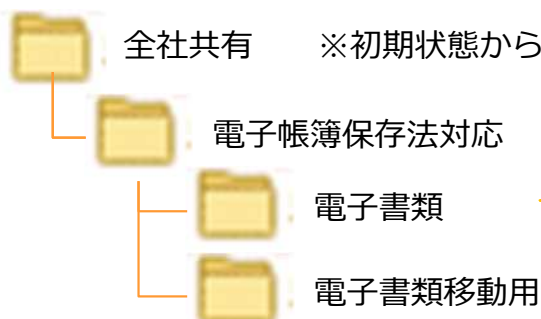 全社共有　　※初期状態から
電子帳簿保存法対応
電子書類
電子書類移動用